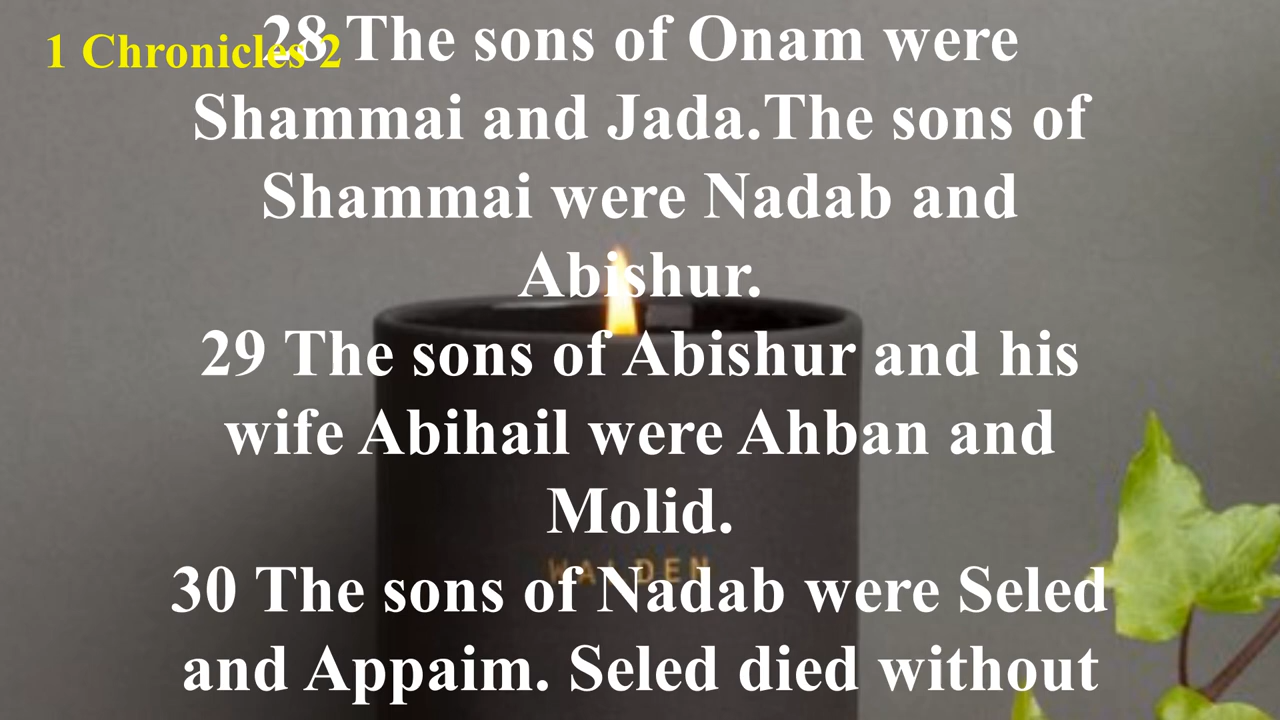 1 Chronicles 2
28 The sons of Onam were
Shammai and Jada.The sons of
Shammai were Nadab and
Abishur.
29 The sons of Abishur and his
wife Abihail were Ahban and
Molid.
WALDEN
30 The sons of Nadab were Seled
and Appaim. Seled died without